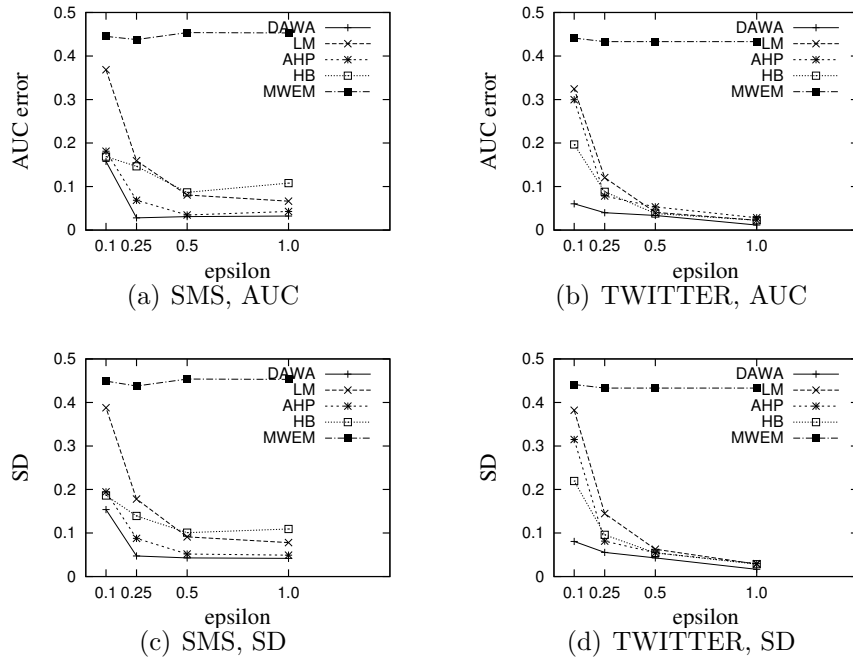 0.5
0.4
0.3
0.2
0.1
0
AUC error
DAWA
LM
AHP
HB
MWEM
0.1 0.25 0.5 1.0
epsilon
(a) SMS, AUC
0.5
0.4
0.3
0.2
0.1
0
AUC error
DAWA
LM
AHP
HB
MWEM
0.1 0.25 0.5 1.0
epsilon
(b) TWITTER, AUC
0.5
0.4
0.3
0.2
0.1
0
SD
DAWA
LM
AHP
HB
MWEM
0.1 0.25 0.5 1.0
epsilon
(c) SMS, SD
0.5
0.4
0.3
0.2
0.1
0
SD
DAWA
LM
AHP
HB
MWEM
0.1 0.25 0.5 1.0
epsilon
(d) TWITTER, SD